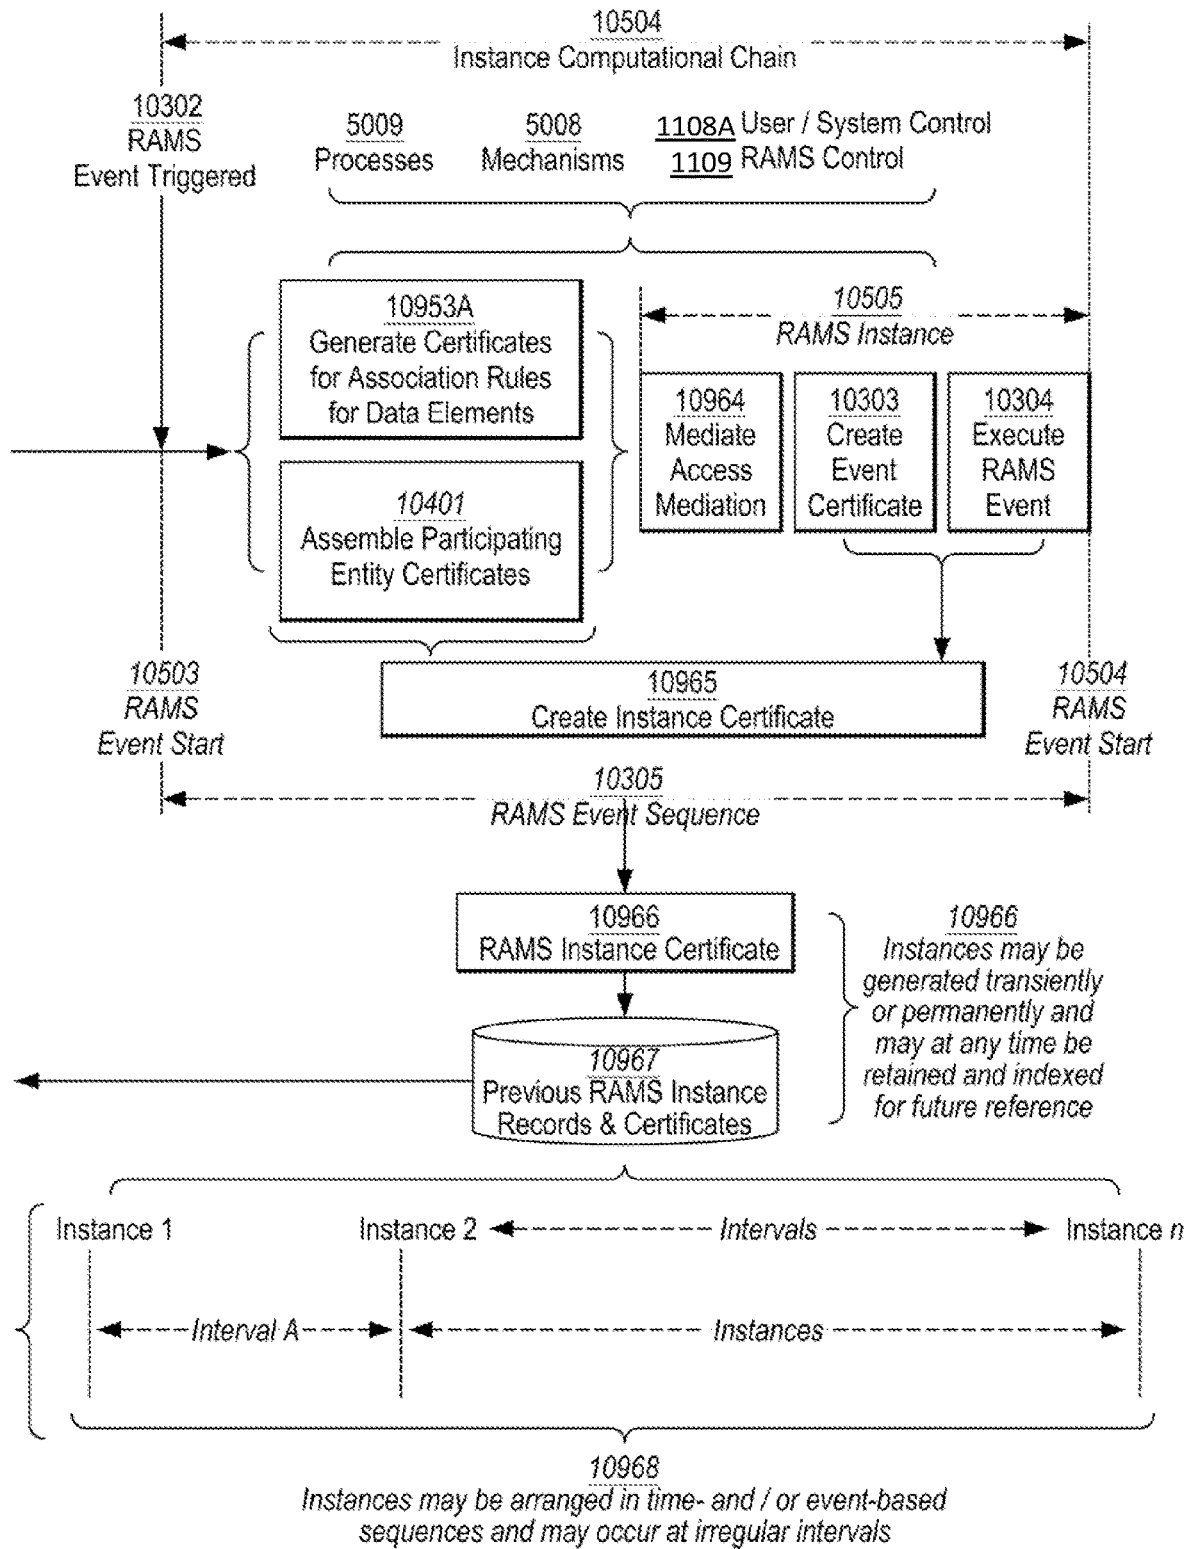 10504
Instance Computational Chain
10302
RAMS
Event Triggered
5009
Processes
5008
Mechanisms
1108A User / System Control
1109 RAMS Control
10953A
Generate Certificates
for Association Rules
for Data Elements
10505
RAMS Instance
10964
Mediate
Access
Mediation
10303
Create
Event
Certificate
10304
Execute
RAMS
Event
10401
Assemble Participating
Entity Certificates
10503
RAMS
Event Start
10965
Create Instance Certificate
10504
RAMS
Event Start
10305
RAMS Event Sequence
10966
RAMS Instance Certificate
10966
Instances may be
generated transiently
or permanently and
may at any time be
retained and indexed
for future reference
10967
Previous RAMS Instance
Records & Certificates
Instance 1
Instance 2
Intervals
Instance n
Interval A
Instances
10968
Instances may be arranged in time- and / or event-based
sequences and may occur at irregular intervals